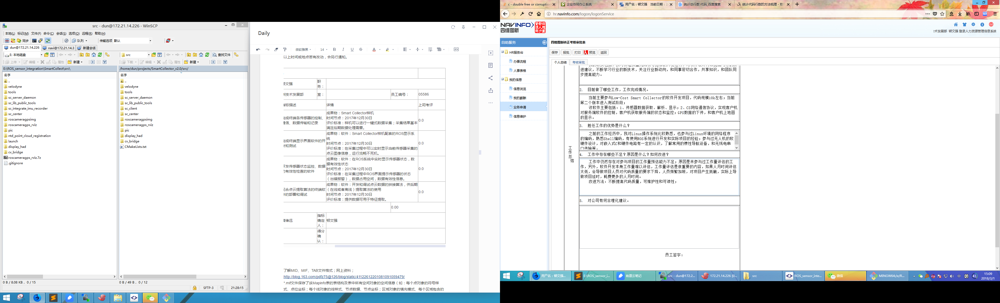 src - dun@172.21.14.226 - WinSCP
本地(L) 标记(M) 文件(F) 命令(C) 会话(S) 选项(O) 远程(R) 帮助(H)
同步 队列 传输选项 默认
dun@172.21.14.226 navi@172.21.14.3 新建会话
E: 本地磁盘
上传 编辑 属性 新建
E:\ROS_sensor_integration\SmartCollect\src\
名字
..
velodyne
tools
sc_server_daemon
sc_lib_public_tools
sc_integrate_imu_recorder
sc_center
roscameragpsimg
roscameragps_rviz
pic
ntd_point_cloud_registration
launch
display_had
cv_bridge
roscameragps_rviz.7z
.gitignore
0 B / 8.08 KB , 0 / 15
src 查找文件
下载 编辑 属性 新建
/home/dun/projects/SmartCollector_v2.0/src/
名字
..
velodyne
tools
sc_server_daemon
sc_lib_public_tools
sc_client
sc_center
roscameragpsimg
roscameragps_rviz
pic
display_had
cv_bridge
CMakeLists.txt
0 B / 49 B , 0 / 12
SFTP-3 21:28:15
Daily
微软雅黑 14 B I U S A
以上时间或地点若有改动，会另行通知。
顿文强 职务：
新技术发展部 室： 员工编号： 05586
指标描述 详情 上司考评
完成终端各传感器的控制、通信、数据传输和记录
成果物：Smart Collector样机
时间节点：2017年12月30日
评价标准：样机可以进行一键式数据采集；采集结果基本
满足后期数据处理需要。
0.0
完成终端显示界面软件的开发和测试
成果物：软件：Smart Collector样机配套的ROS显示系
统
时间节点：2017年12月30日
评价标准：在采集过程中可以实时显示当前传感器采集的
点云图像信息，运行流畅不死机。
0.0
开发传感器状态监控、数据的有效性检查的软件
成果物：软件：在ROS系统中实时显示传感器状态，数
据有效性状态
时间节点：2017年12月30日
评价标准：在采集过程中ROS界面提示传感器的状态
（出错报警），数据占用空间，数据有效性信息。
0.0
配合点云提取算法的终端软件的部署和调试
成果物：软件：开发和调试点云数据的拼接算法，供后期
（在线或者离线）提取算法的使用
时间节点：2017年12月30日
评价标准：提供数据可用于特征提取。
0.0
0.00
维远 指标确定人： 顿文强
得分确认：
了解MID、MIF、TAB文件格式；网上资料；
http://blog.163.com/pdfz75@126/blog/static/41122612201081091059479/
*.mif文件保存了该Mapinfo表的表结构及表中所有空间对象的空间信息（如：每个点对象的符号样
式、点位坐标；每个线对象的线样式、节点数据、节点坐标；区域对象的填充模式、每个区域包含的
c - double free or corruption 企业协同办公系统 用户名：顿文强 当前日期：2 统计总行数 代码_百度搜索 统计代码行数的方法梳理 - 散
hr.navinfo.com/logon/logonService
NAVINFO
四维图新
术发展部 顿文强 登录人力资源管理信息系统
自助服务
HR服务台
办事流程
人事表格
我的信息
信息浏览
我的薪酬
业务申请
信息维护
四维图新转正考核审批表
保存 报批 打印 预览 返回
个人总结 考核审批
工作总结
进建议，不断学习行业的新技术，关注行业新动向，和同事密切合作，共享知识，和团队同
步提高能力。
2. 目前做了哪些工作，工作完成情况。
当前主要参与Low-Cost Smart Collector的软件开发项目，代码规模10k左右；当前
第二个版本进入测试阶段；
该软件主要包括：1、传感器数据获取、解析、显示；2、CS网络通信协议，实现客户机
对服务端软件的控制，客户机获取服务端的状态和监控；GPS数据的下传，和客户机上地图
的显示。
3. 胜任工作的优势是什么？
之前的工作经历中，我对Linux操作系统比较熟悉，也参与过Linux环境的网络程序
的编码，熟悉Shell编码，有使用ROS系统进行开发和实际项目的经验；参与过无人机的软
硬件设计，对嵌入式C和硬件电路有一定的认识，了解常用的惯性导航设备，和无线电串
口传输等。
4. 工作中存在哪些不足？原因是什么？如何改进？
工作中仍然存在对参与项目的工作量预估能力不足；原因是未参与过工作量评估的工
作，另外，软件开发本身工作量难以评估，工作量评估是很重要的内容，如果人月时间评估
太低，会导致项目人员对代码质量的要求下降，人员频繁加班，对项目产生抵触，实际上导
致项目延时，耗费更多的人月时间。
改进方法：不断提高代码质量，可维护性和可读性；
5. 对公司有何合理化建议。
员工签字：
用户名：顿文强... E:\ROS_sensor_i... 有道云笔记 src - dun@172.2... 172.21.14.226 [0... src ROS_sensor_inte... 微信 MINGW64:/e/R...
中 41 15:09
2018/3/1